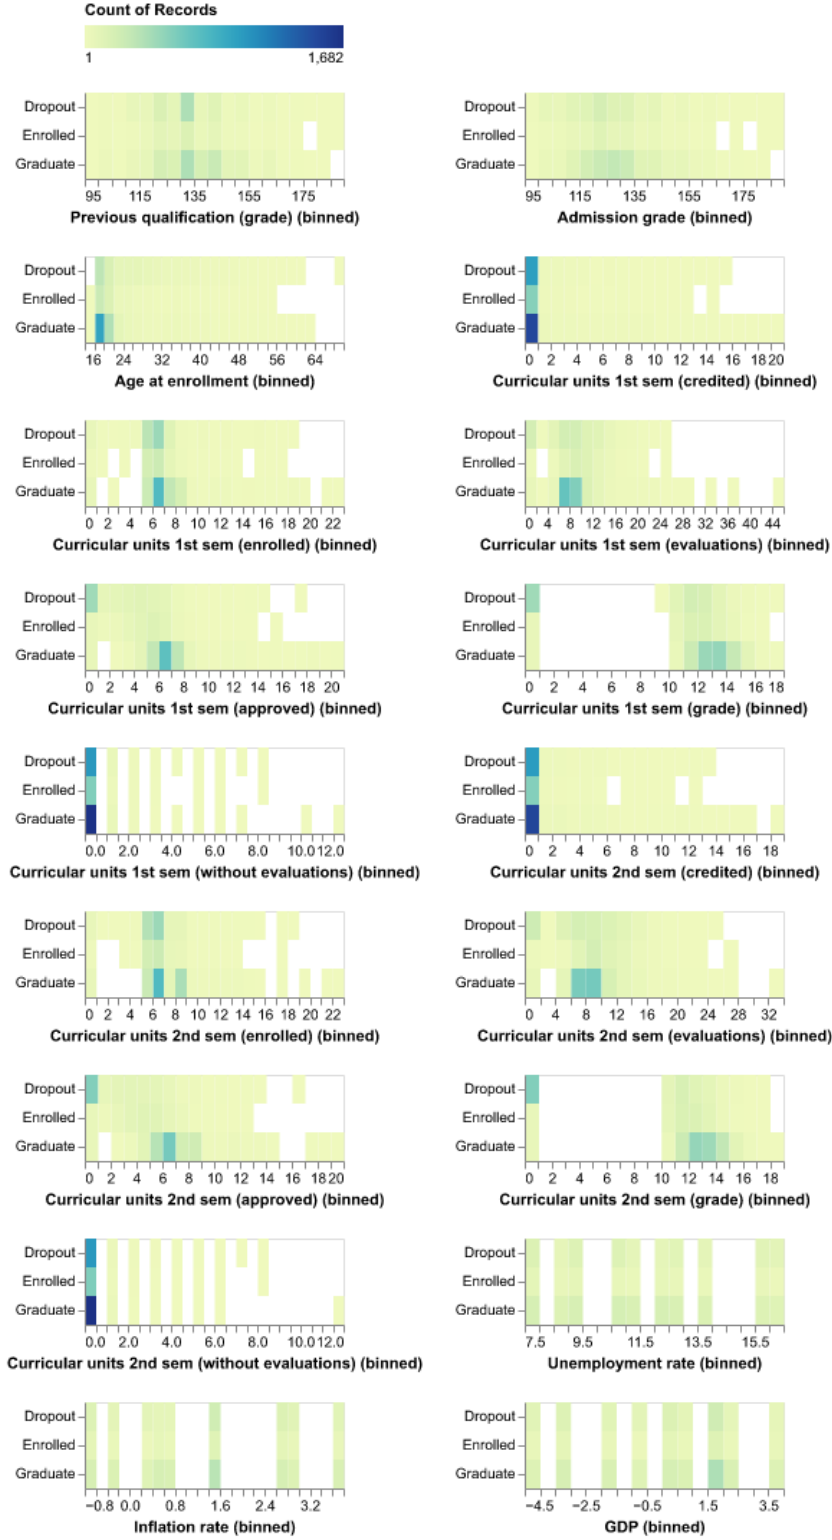 Count of Records
1 1,682
Dropout
Enrolled
Graduate
95 115 135 155 175
Previous qualification (grade) (binned)
Dropout
Enrolled
Graduate
95 115 135 155 175
Admission grade (binned)
Dropout
Enrolled
Graduate
16 24 32 40 48 56 64
Age at enrollment (binned)
Dropout
Enrolled
Graduate
0 2 4 6 8 10 12 14 16 18 20
Curricular units 1st sem (credited) (binned)
Dropout
Enrolled
Graduate
0 2 4 6 8 10 12 14 16 18 20 22
Curricular units 1st sem (enrolled) (binned)
Dropout
Enrolled
Graduate
0 4 8 12 16 20 24 28 32 36 40 44
Curricular units 1st sem (evaluations) (binned)
Dropout
Enrolled
Graduate
0 2 4 6 8 10 12 14 16 18 20
Curricular units 1st sem (approved) (binned)
Dropout
Enrolled
Graduate
0 2 4 6 8 10 12 14 16 18
Curricular units 1st sem (grade) (binned)
Dropout
Enrolled
Graduate
0.0 2.0 4.0 6.0 8.0 10.0 12.0
Curricular units 1st sem (without evaluations) (binned)
Dropout
Enrolled
Graduate
0 2 4 6 8 10 12 14 16 18
Curricular units 2nd sem (credited) (binned)
Dropout
Enrolled
Graduate
0 2 4 6 8 10 12 14 16 18 20 22
Curricular units 2nd sem (enrolled) (binned)
Dropout
Enrolled
Graduate
0 4 8 12 16 20 24 28 32
Curricular units 2nd sem (evaluations) (binned)
Dropout
Enrolled
Graduate
0 2 4 6 8 10 12 14 16 18 20
Curricular units 2nd sem (approved) (binned)
Dropout
Enrolled
Graduate
0 2 4 6 8 10 12 14 16 18
Curricular units 2nd sem (grade) (binned)
Dropout
Enrolled
Graduate
0.0 2.0 4.0 6.0 8.0 10.0 12.0
Curricular units 2nd sem (without evaluations) (binned)
Dropout
Enrolled
Graduate
7.5 9.5 11.5 13.5 15.5
Unemployment rate (binned)
Dropout
Enrolled
Graduate
−0.8 0.0 0.8 1.6 2.4 3.2
Inflation rate (binned)
Dropout
Enrolled
Graduate
−4.5 −2.5 −0.5 1.5 3.5
GDP (binned)